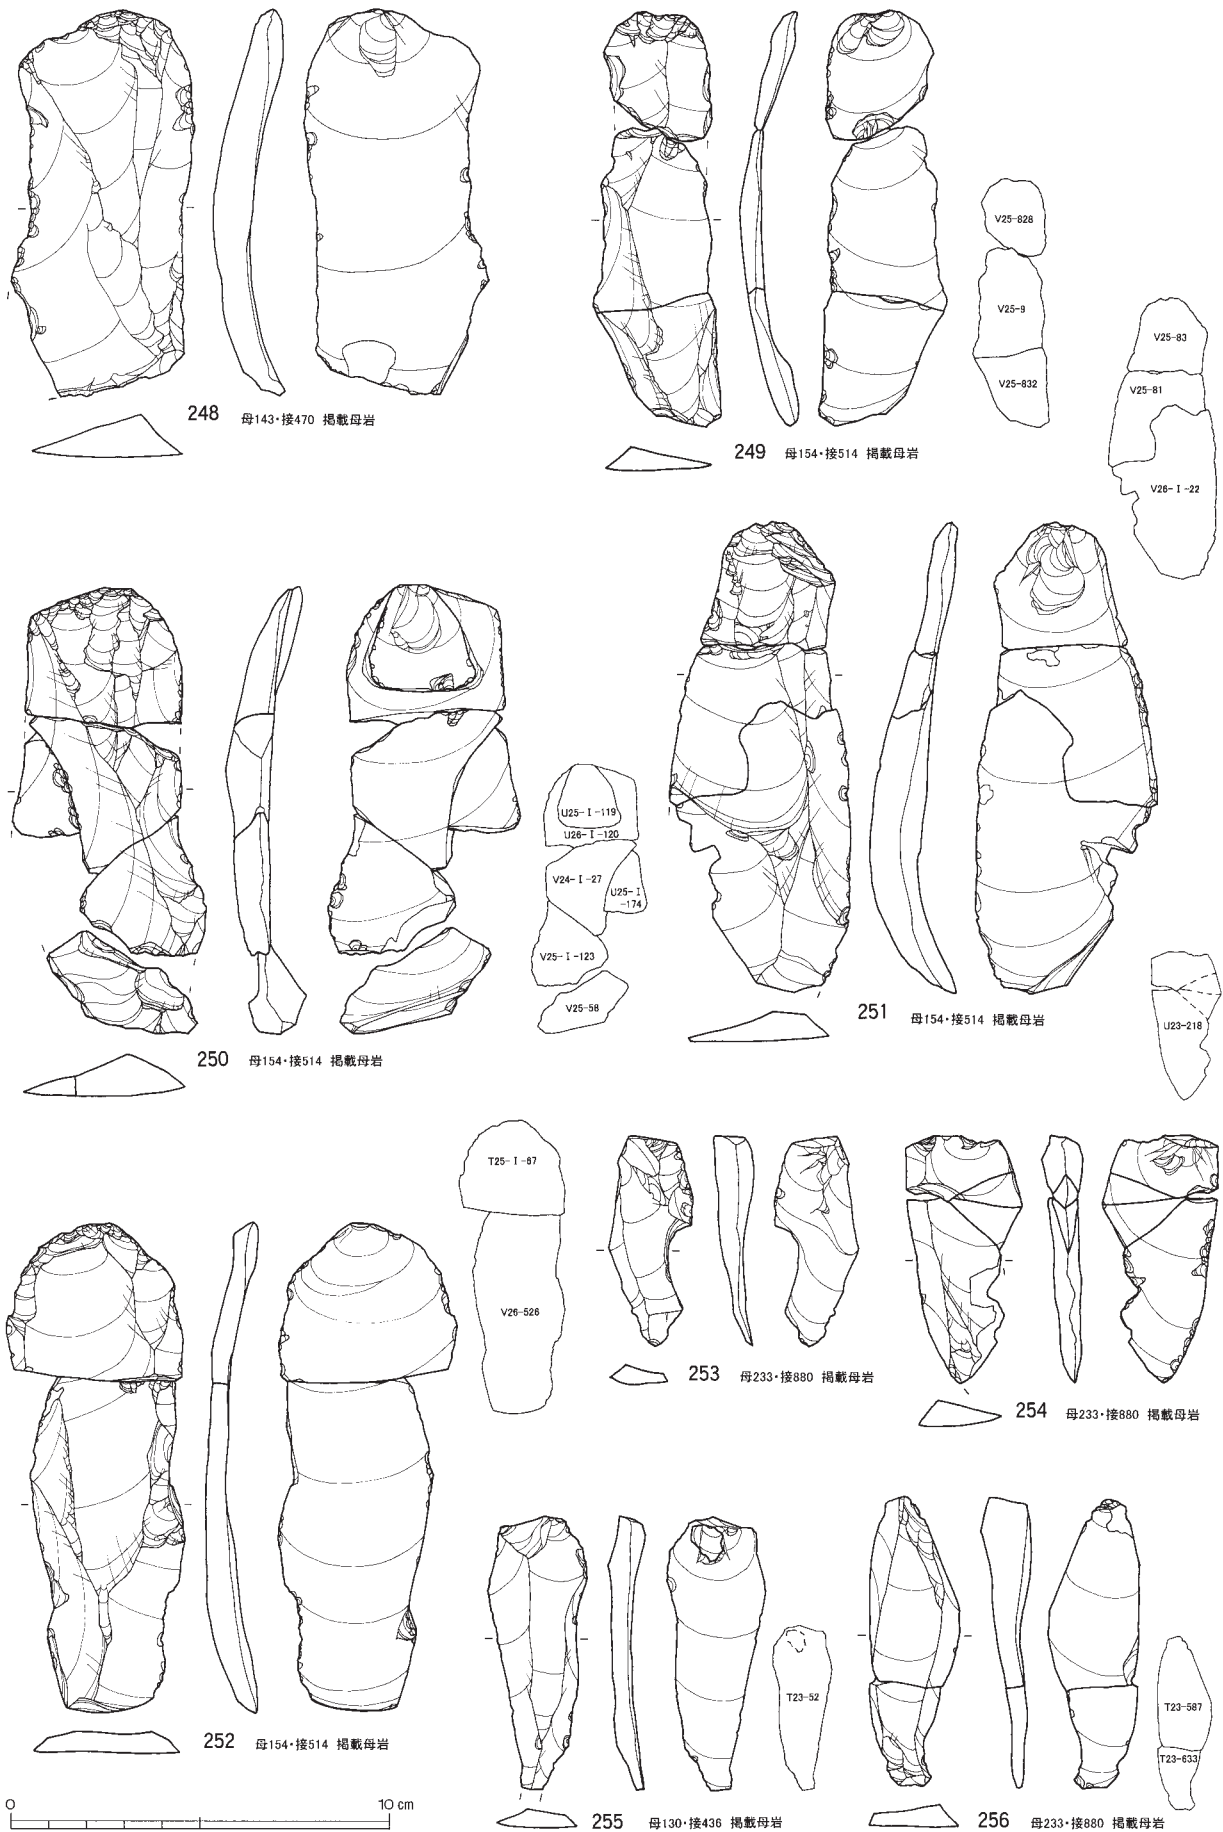 248 母143・接470 掲載母岩
249 母154・接514 掲載母岩
V25-828
V25-9
V25-832
V25-83
V25-81
V26-Ⅰ-22
250 母154・接514 掲載母岩
U25-Ⅰ-119
U26-Ⅰ-120
V24-Ⅰ-27
U25-Ⅰ
-174
V25-Ⅰ-123
V25-58
251 母154・接514 掲載母岩
U23-218
T25-Ⅰ-67
V26-526
252 母154・接514 掲載母岩
253 母233・接880 掲載母岩
254 母233・接880 掲載母岩
T23-52
255 母130・接436 掲載母岩
T23-587
T23-633
256 母233・接880 掲載母岩
0 10 cm